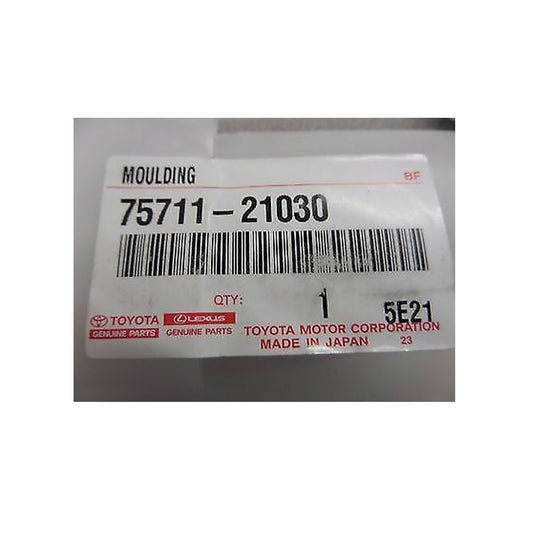 MOULDING BF
75711-21030
QTY: 1 5E21
TOYOTA LEXUS
GENUINE PARTS GENUINE PARTS
TOYOTA MOTOR CORPORATION
MADE IN JAPAN 23